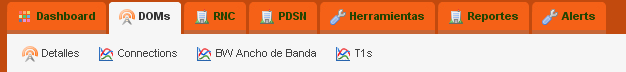 Dashboard DOMs RNC PDSN Herramientas Reportes Alerts
Detalles Connections BW Ancho de Banda T1s